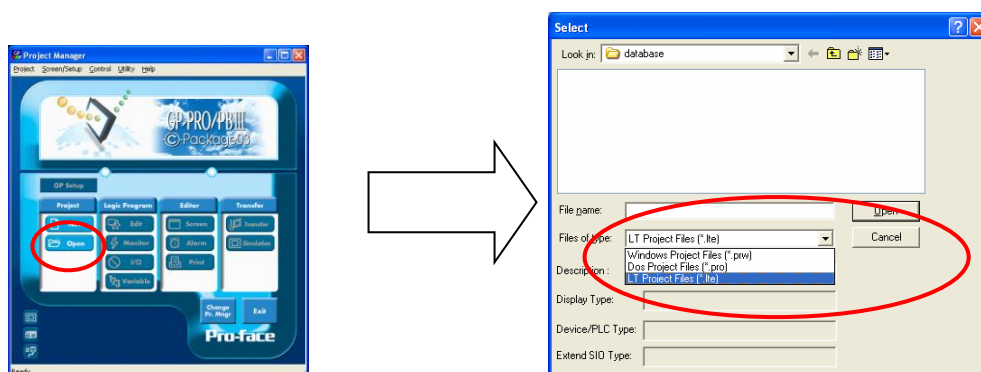 Project Manager
Project Screen/Setup Control Utility Help
GP-PRO/PBIII
C-Package03
GP Setup
Project Logic Program Editor Transfer
Edit Screen Transfer
Open Monitor Alarm Simulation
I/O Print
Variable
Change
Pr. Mngr
Exit
Pro-face
Ready
Select
Look in: database
File name: Open
Files of type: LT Project Files (*.lte) Cancel
Windows Project Files (*.prw)
Dos Project Files (*.pro)
Description : LT Project Files (*.lte)
Display Type:
Device/PLC Type:
Extend SIO Type: